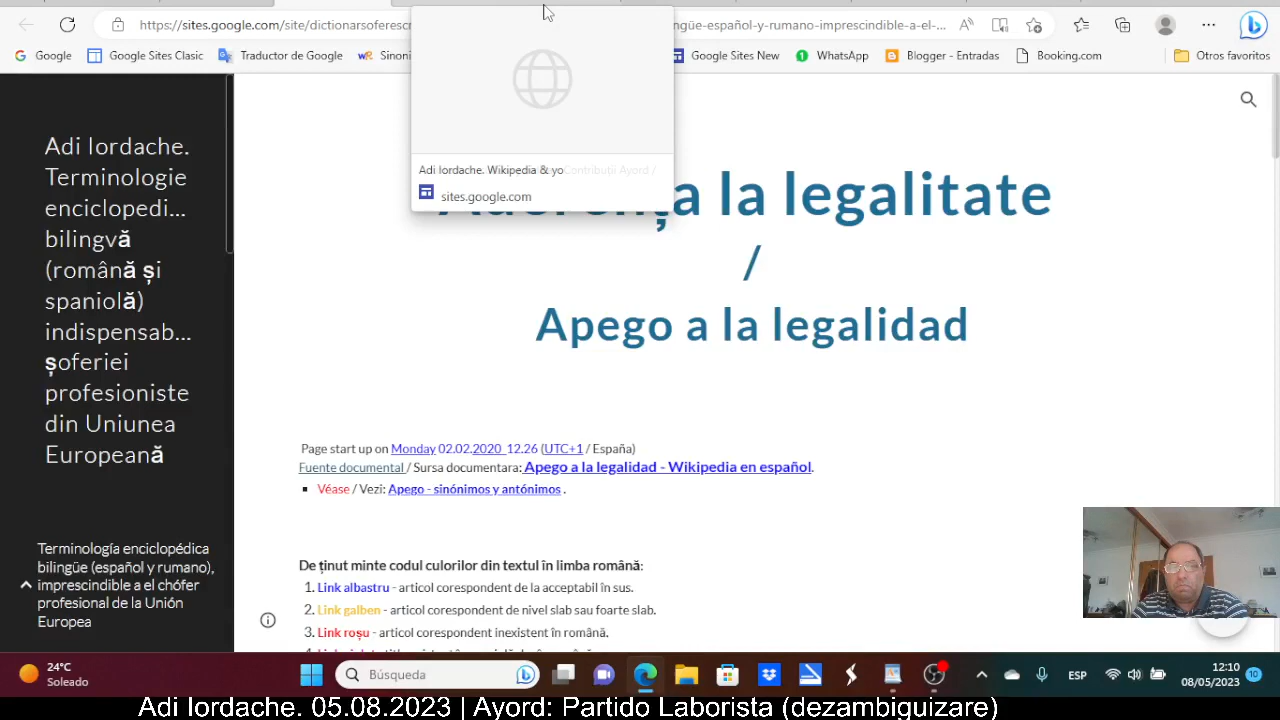 https://sites.google.com/site/dictionarsoferesc
ngüe-español-y-rumano-imprescindible-a-el-...
Google
Google Sites Clasic
Traductor de Google
Sinoni
Google Sites New
WhatsApp
Blogger - Entradas
Booking.com
Otros favoritos
Adi Iordache. Wikipedia & yo
Contribuții Ayord /
sites.google.com
Adi Iordache.
Terminologie
enciclopedi...
bilingvă
(română și
spaniolă)
indispensab...
șoferiei
profesioniste
din Uniunea
Europeană
Terminología enciclopédica
bilingüe (español y rumano),
imprescindible a el chófer
profesional de la Unión
Europea
la legalitate
/
Apego a la legalidad
Page start up on Monday 02.02.2020_12.26 (UTC+1 / España)
Fuente documental / Sursa documentara: Apego a la legalidad - Wikipedia en español.
▪ Véase / Vezi: Apego - sinónimos y antónimos .
De ținut minte codul culorilor din textul în limba română:
1. Link albastru - articol corespondent de la acceptabil în sus.
2. Link galben - articol corespondent de nivel slab sau foarte slab.
3. Link roșu - articol corespondent inexistent în română.
24°C
Soleado
Búsqueda
ESP
12:10
08/05/2023
10
Adi Iordache. 05.08.2023 | Ayord: Partido Laborista (dezambiguizare)